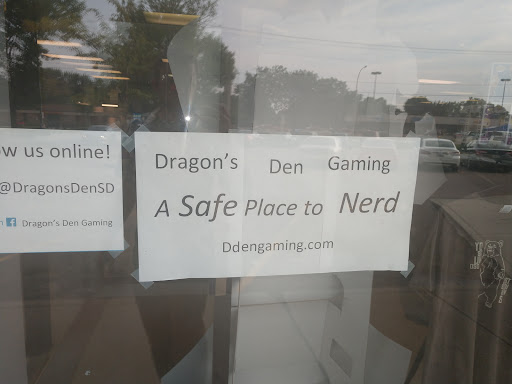 us online!
@DragonsDenSD
Dragon's Den Gaming
Dragon's Den Gaming
A Safe Place to Nerd
Ddengaming.com